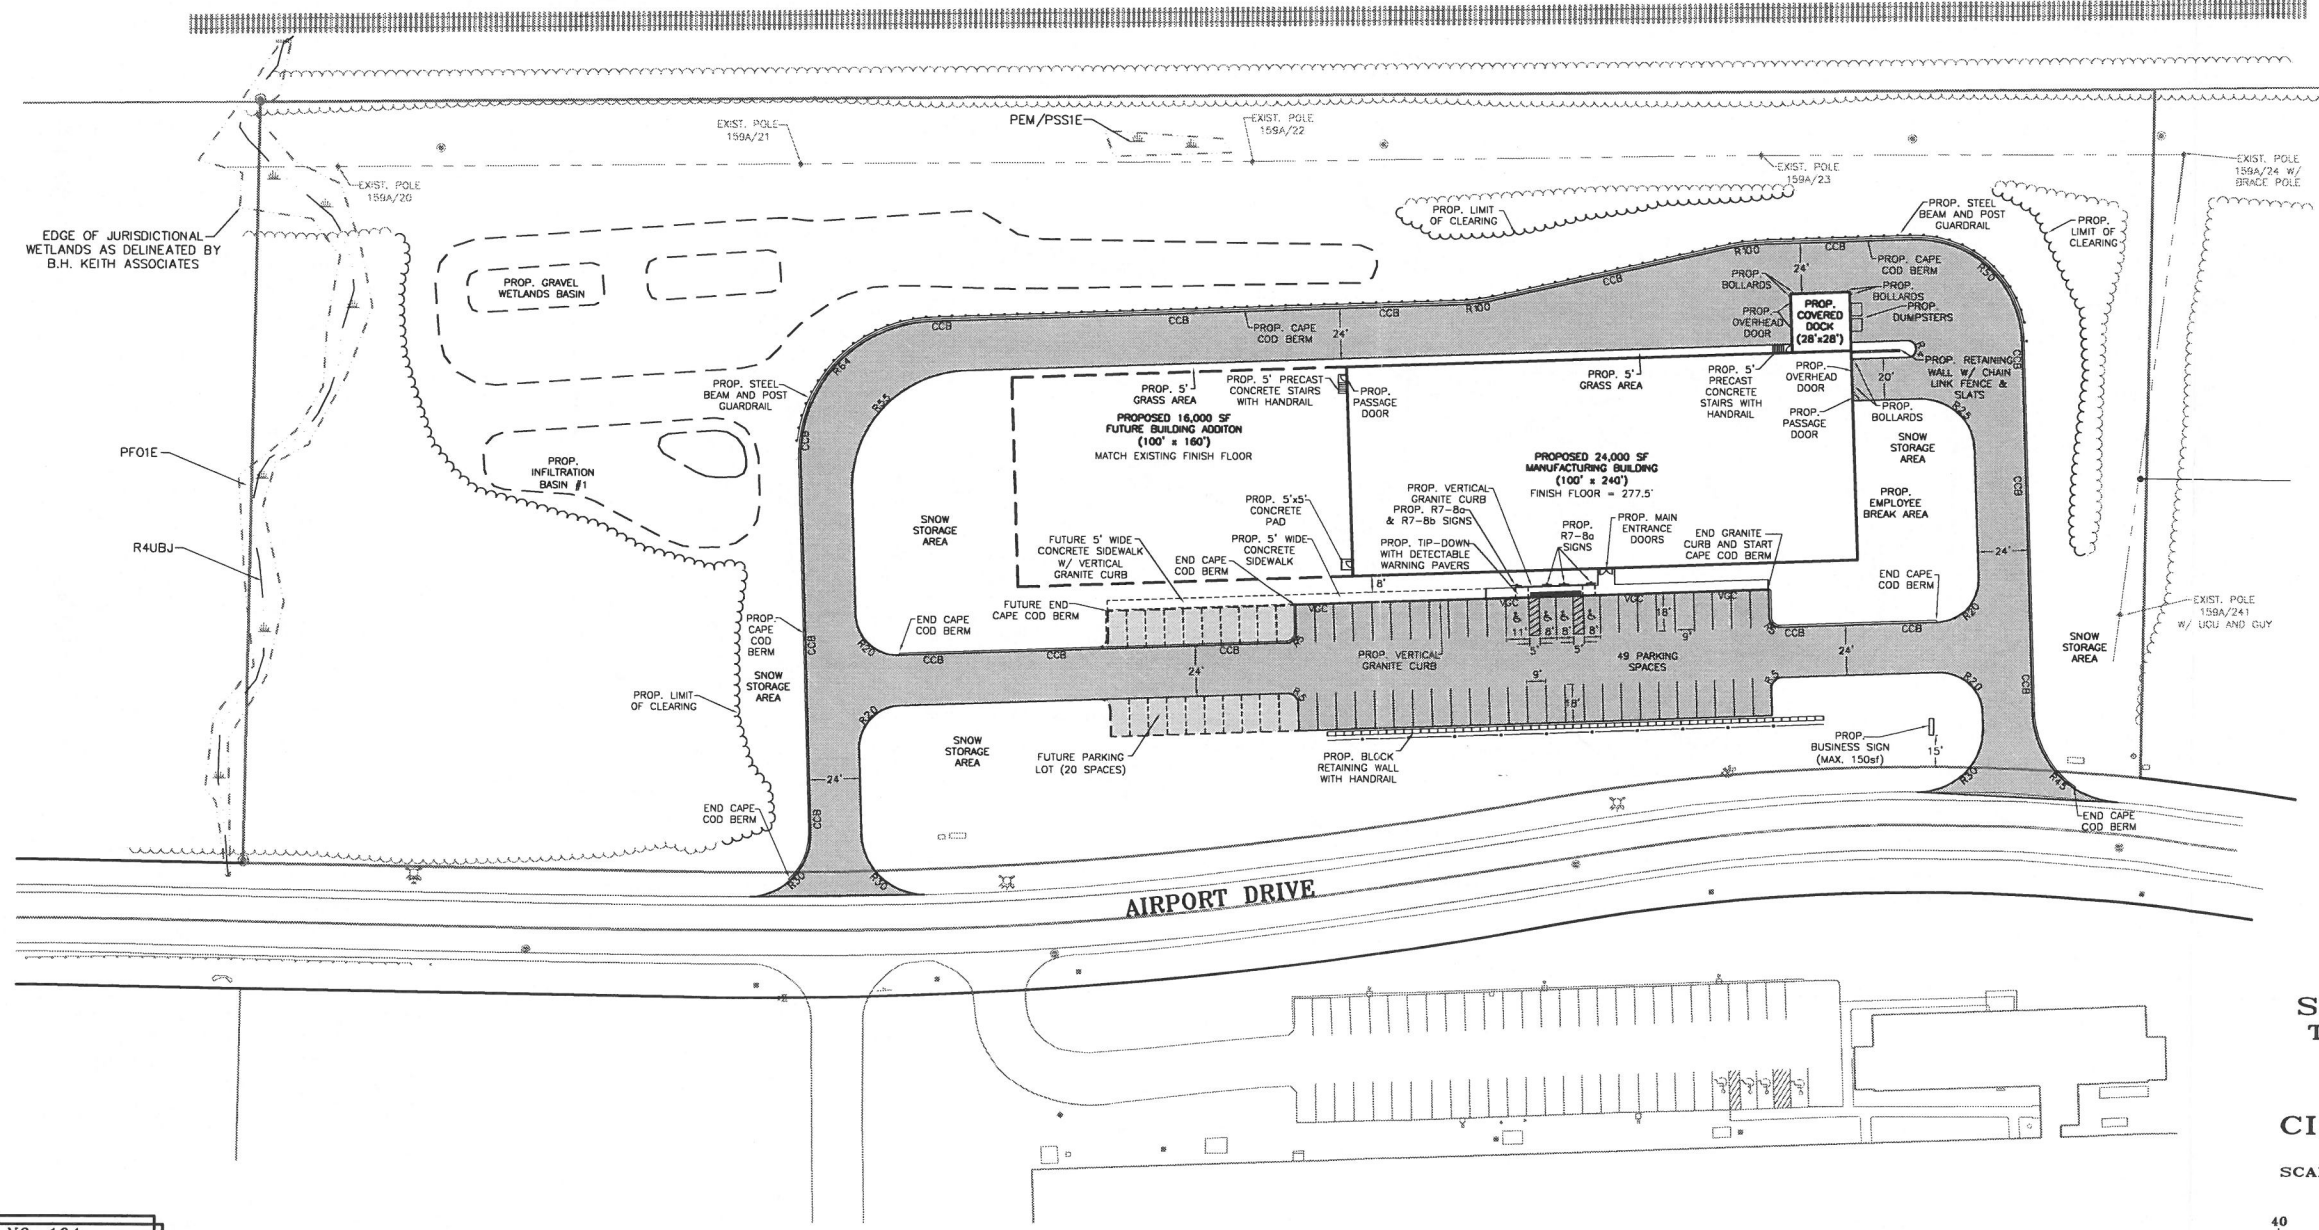 EXIST. POLE
159A/21
PEM/PSS1E
EXIST. POLE
159A/22
EXIST. POLE
159A/20
EXIST. POLE
159A/23
EXIST. POLE
159A/24 W/
BRACE POLE
EDGE OF JURISDICTIONAL
WETLANDS AS DELINEATED BY
B.H. KEITH ASSOCIATES
PROP. LIMIT
OF CLEARING
PROP. STEEL
BEAM AND POST
GUARDRAIL
PROP.
LIMIT OF
CLEARING
PROP. GRAVEL
WETLANDS BASIN
R100
CCB
24'
PROP. CAPE
COD BERM
R50
CCB
PROP.
BOLLARDS
PROP.
BOLLARDS
PROP.
DUMPSTERS
PROP.
COVERED
DOCK
(28'x28')
PROP.
OVERHEAD
DOOR
CCB
CCB
CCB
R100
PROP. CAPE
COD BERM
24'
R64
R55
PROP. STEEL
BEAM AND POST
GUARDRAIL
PROP. 5'
GRASS AREA
PROP. 5' PRECAST
CONCRETE STAIRS
WITH HANDRAIL
PROP.
PASSAGE
DOOR
PROP. 5'
GRASS AREA
PROP. 5'
PRECAST
CONCRETE
STAIRS WITH
HANDRAIL
PROP.
OVERHEAD
DOOR
20'
CCB
PROP. RETAINING
WALL W/ CHAIN
LINK FENCE &
SLATS
PROP.
BOLLARDS
R25
PROP.
PASSAGE
DOOR
PROPOSED 16,000 SF
FUTURE BUILDING ADDITON
(100' x 160')
MATCH EXISTING FINISH FLOOR
PROPOSED 24,000 SF
MANUFACTURING BUILDING
(100' x 240')
FINISH FLOOR = 277.5'
SNOW
STORAGE
AREA
PROP.
EMPLOYEE
BREAK AREA
CCB
CCB
PFO1E
PROP.
INFILTRATION
BASIN #1
R4UBJ
SNOW
STORAGE
AREA
PROP. 5'x5'
CONCRETE
PAD
PROP. VERTICAL
GRANITE CURB
PROP. R7-8a
& R7-8b SIGNS
PROP.
R7-8a
SIGNS
PROP. MAIN
ENTRANCE
DOORS
END GRANITE
CURB AND START
CAPE COD BERM
FUTURE 5' WIDE
CONCRETE SIDEWALK
W/ VERTICAL
GRANITE CURB
END CAPE
COD BERM
PROP. 5' WIDE
CONCRETE
SIDEWALK
PROP. TIP-DOWN
WITH DETECTABLE
WARNING PAVERS
8'
24'
END CAPE
COD BERM
EXIST. POLE
159A/241
W/ UGU AND GUY
FUTURE END
CAPE COD BERM
END CAPE
COD BERM
VGC
VGC
VGC
VGC
18'
9'
11'
8'
8'
8'
5'
5'
R20
CCB
CCB
PROP.
CAPE
COD
BERM
CCB
R20
CCB
CCB
CCB
24'
PROP. VERTICAL
GRANITE CURB
49 PARKING
SPACES
24'
SNOW
STORAGE
AREA
SNOW
STORAGE
AREA
PROP. LIMIT
OF CLEARING
R5
9'
18'
R5
R20
CCB
R20
SNOW
STORAGE
AREA
FUTURE PARKING
LOT (20 SPACES)
PROP. BLOCK
RETAINING WALL
WITH HANDRAIL
PROP.
BUSINESS SIGN
(MAX. 150sf)
15'
24'
R30
R45
END CAPE
COD BERM
CCB
END CAPE
COD BERM
R30
R30
AIRPORT DRIVE
S
T
CI
SCA
40